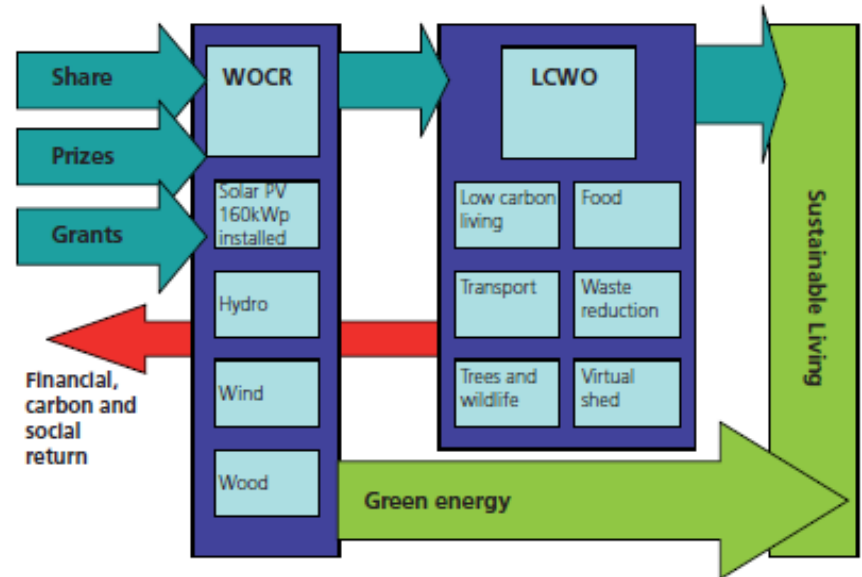 Share
Prizes
Grants
WOCR
Solar PV
160kWp
installed
Hydro
Wind
Wood
LCWO
Low carbon
living
Food
Transport
Waste
reduction
Trees and
wildlife
Virtual
shed
Financial,
carbon and
social
return
Green energy
Sustainable Living